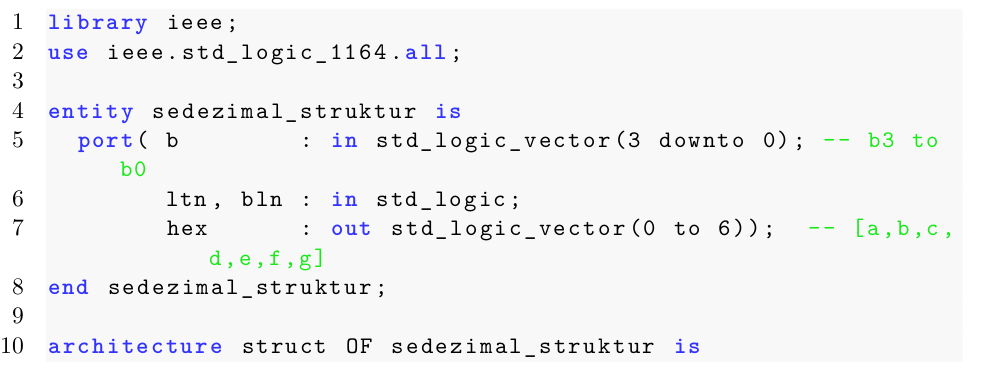 1 library ieee;
2 use ieee.std_logic_1164.all;
3
4 entity sedezimal_struktur is
5 port( b : in std_logic_vector(3 downto 0); -- b3 to
b0
6 ltn, bln : in std_logic;
7 hex : out std_logic_vector(0 to 6)); -- [a,b,c,
d,e,f,g]
8 end sedezimal_struktur;
9
10 architecture struct OF sedezimal_struktur is